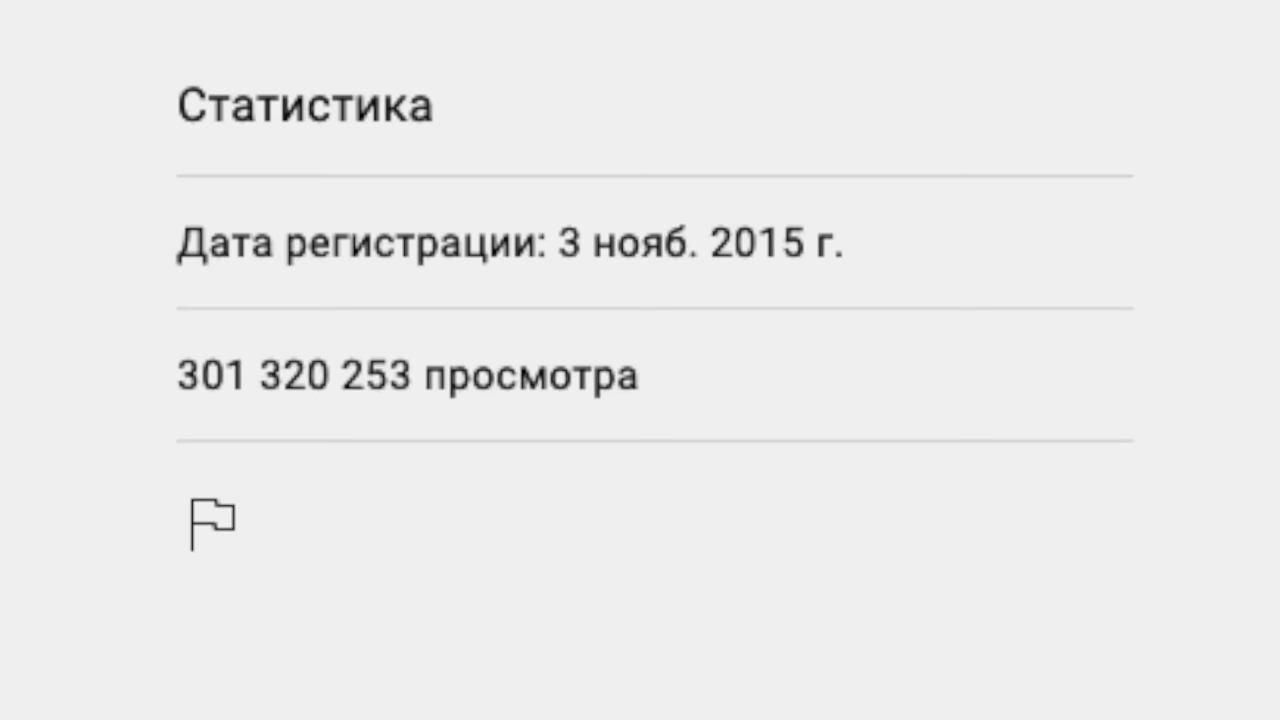 Статистика
Дата регистрации: 3 нояб. 2015 г.
301 320 253 просмотра